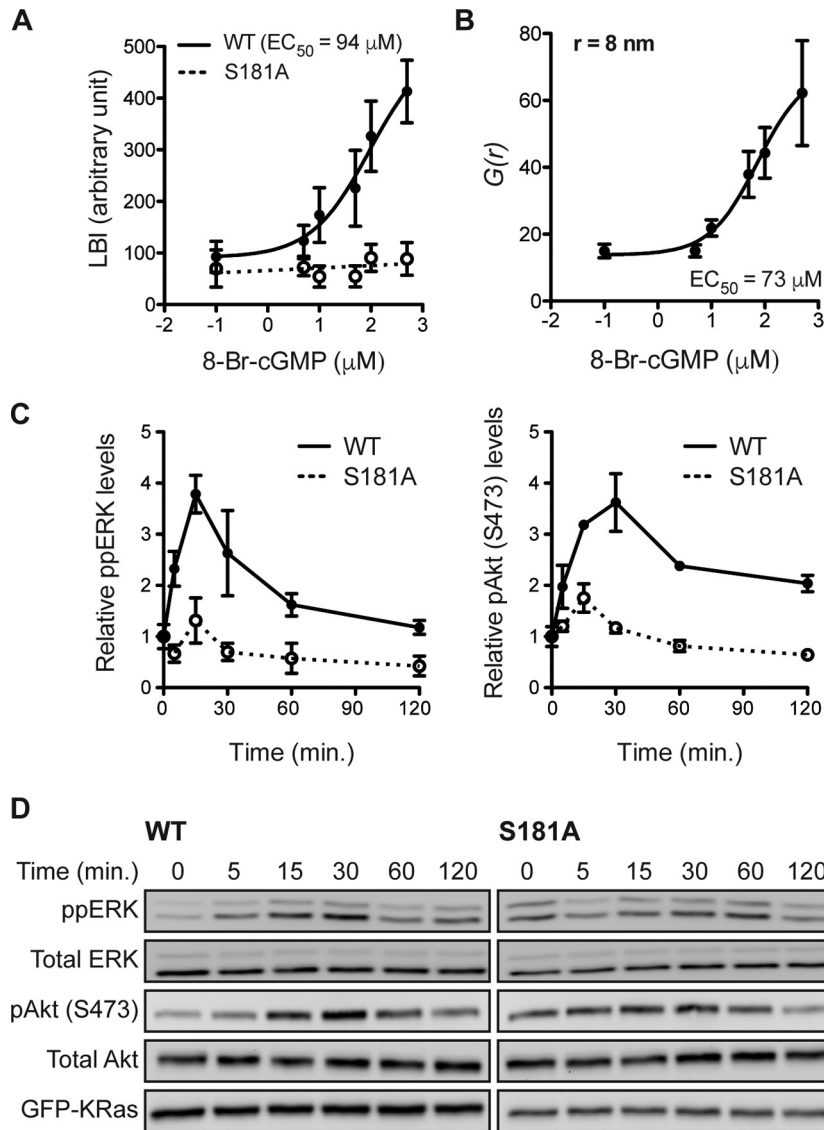 A
WT (EC50 = 94 μM)
S181A
LBI (arbitrary unit)
500
400
300
200
100
0
-2 -1 0 1 2 3
8-Br-cGMP (μM)
B
r = 8 nm
G(r)
80
60
40
20
0
EC50 = 73 μM
-2 -1 0 1 2 3
8-Br-cGMP (μM)
C
WT
S181A
Relative ppERK levels
5
4
3
2
1
0
0 30 60 90 120
Time (min.)
WT
S181A
Relative pAkt (S473) levels
5
4
3
2
1
0
0 30 60 90 120
Time (min.)
D
WT S181A
Time (min.) 0 5 15 30 60 120 0 5 15 30 60 120
ppERK
Total ERK
pAkt (S473)
Total Akt
GFP-KRas